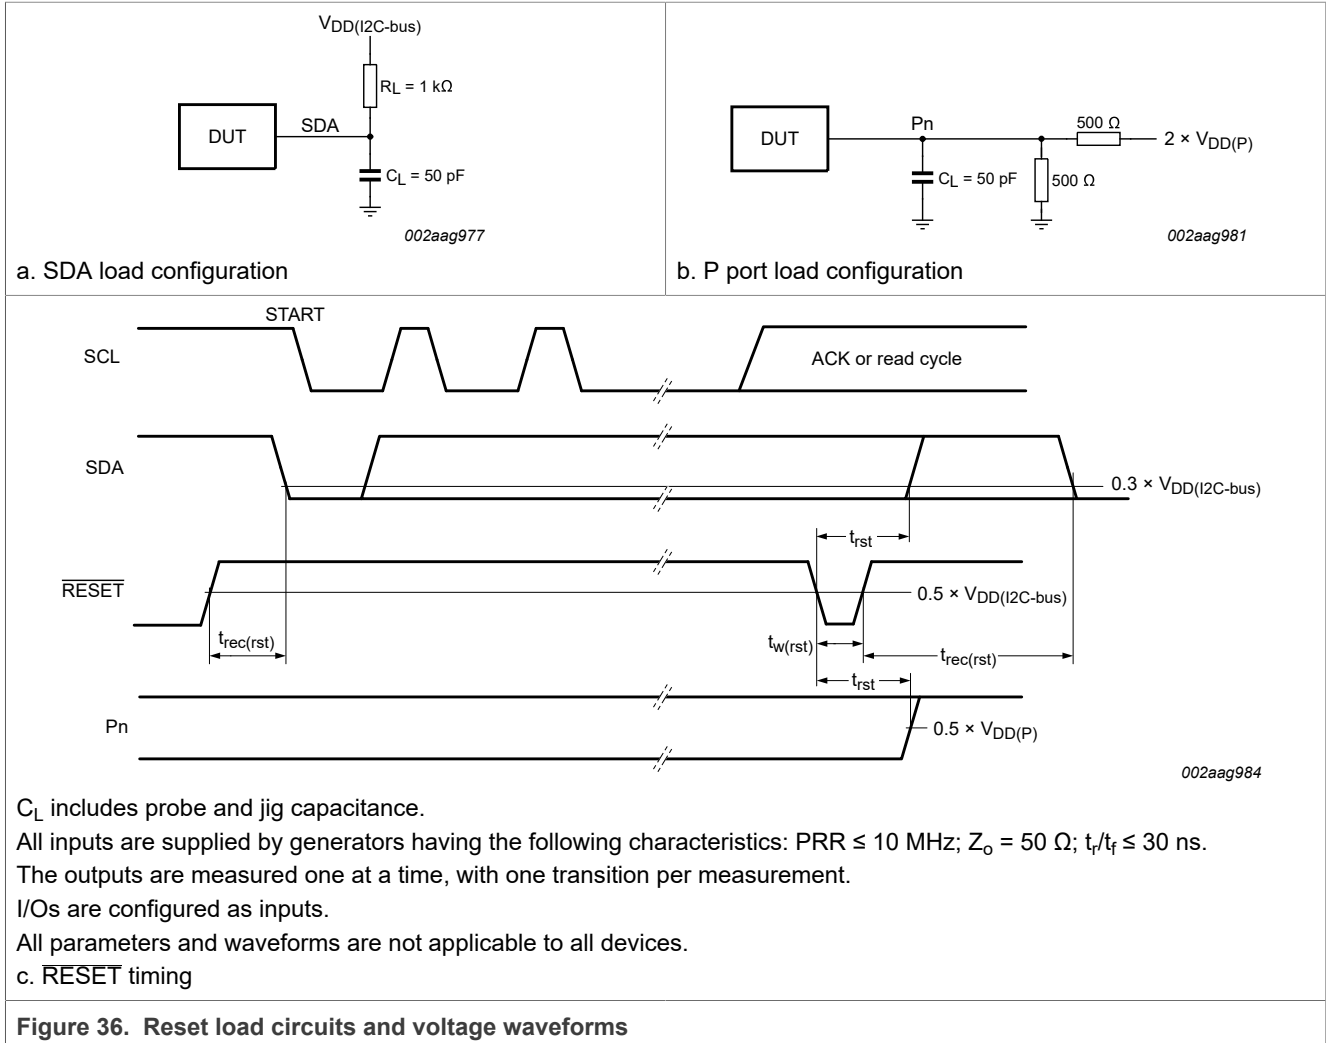 VDD(I2C-bus)
RL = 1 kΩ
DUT
SDA
CL = 50 pF
002aag977
a. SDA load configuration
DUT
Pn
500 Ω
2 × VDD(P)
CL = 50 pF
500 Ω
002aag981
b. P port load configuration
START
SCL
ACK or read cycle
SDA
0.3 × VDD(I2C-bus)
trst
RESET
0.5 × VDD(I2C-bus)
trec(rst)
tw(rst)
trec(rst)
trst
Pn
0.5 × VDD(P)
002aag984
CL includes probe and jig capacitance.
All inputs are supplied by generators having the following characteristics: PRR ≤ 10 MHz; Zo = 50 Ω; tr/tf ≤ 30 ns.
The outputs are measured one at a time, with one transition per measurement.
I/Os are configured as inputs.
All parameters and waveforms are not applicable to all devices.
c. RESET timing
Figure 36. Reset load circuits and voltage waveforms